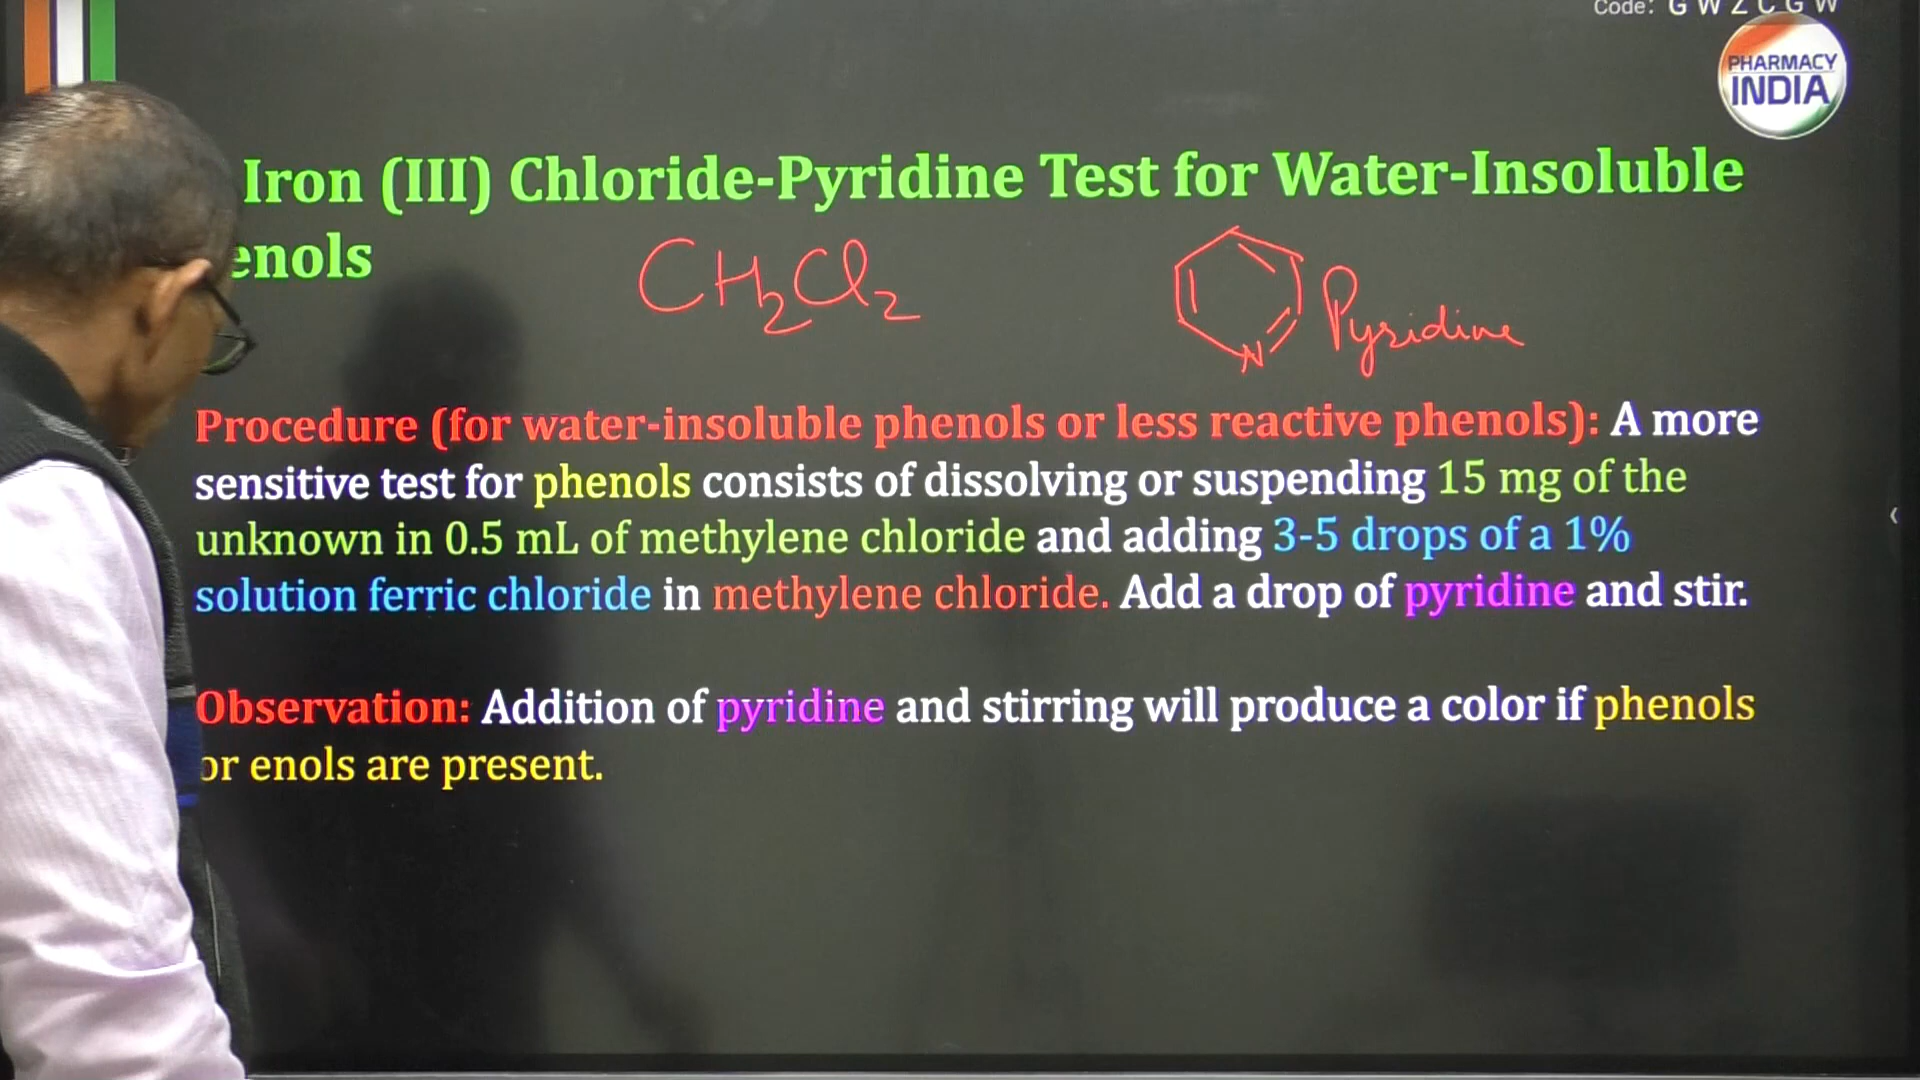 Code: G W Z C G W
PHARMACY
INDIA
Iron (III) Chloride-Pyridine Test for Water-Insoluble
enols
CH2Cl2
N Pyridine
Procedure (for water-insoluble phenols or less reactive phenols): A more
sensitive test for phenols consists of dissolving or suspending 15 mg of the
unknown in 0.5 mL of methylene chloride and adding 3-5 drops of a 1%
solution ferric chloride in methylene chloride. Add a drop of pyridine and stir.
Observation: Addition of pyridine and stirring will produce a color if phenols
or enols are present.